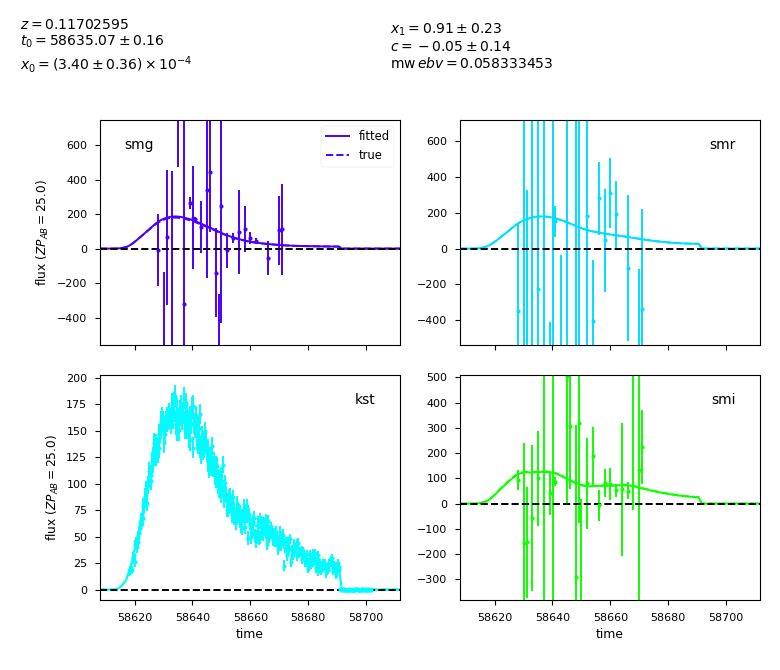 z = 0.11702595
t₀ = 58635.07 ± 0.16
x₀ = (3.40 ± 0.36) × 10⁻⁴
x₁ = 0.91 ± 0.23
c = −0.05 ± 0.14
mw ebv = 0.058333453
smg
fitted
true
600
400
200
0
−200
−400
flux (ZP_AB = 25.0)
smr
600
400
200
0
−200
−400
kst
200
175
150
125
100
75
50
25
0
flux (ZP_AB = 25.0)
58620 58640 58660 58680 58700
time
smi
500
400
300
200
100
0
−100
−200
−300
58620 58640 58660 58680 58700
time